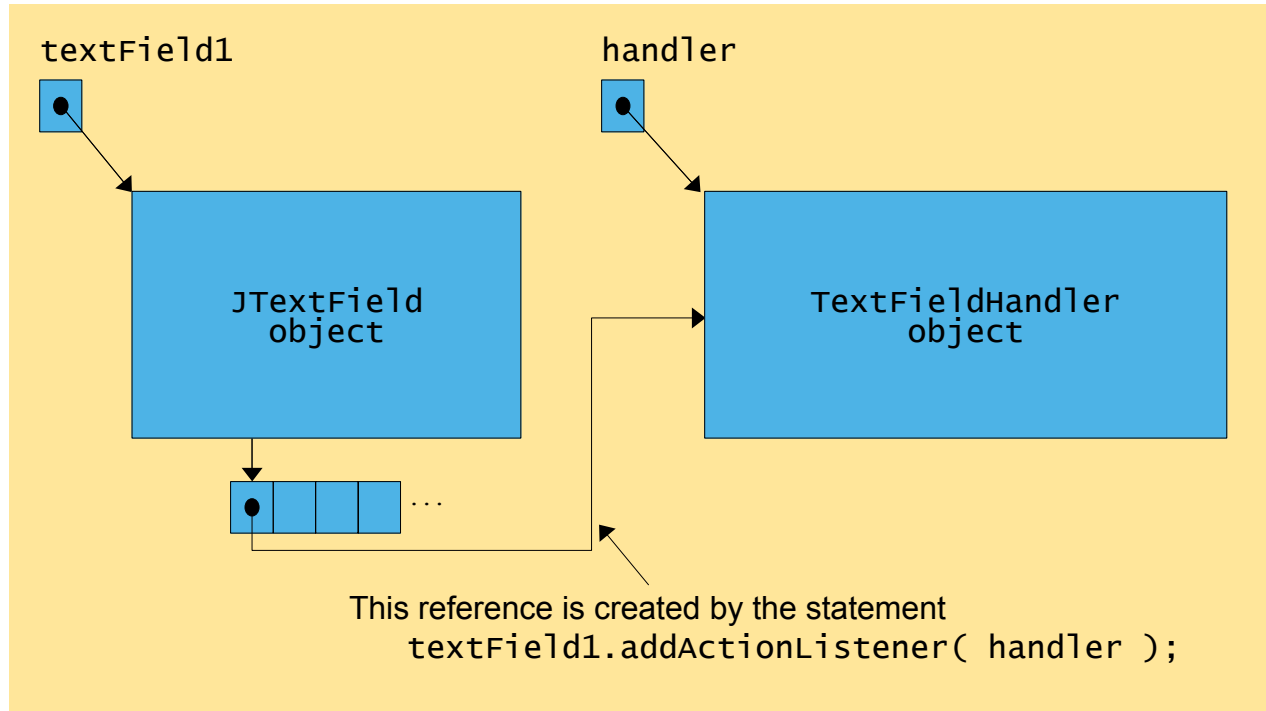 textField1
handler
JTextField
object
TextFieldHandler
object
...
This reference is created by the statement
textField1.addActionListener( handler );